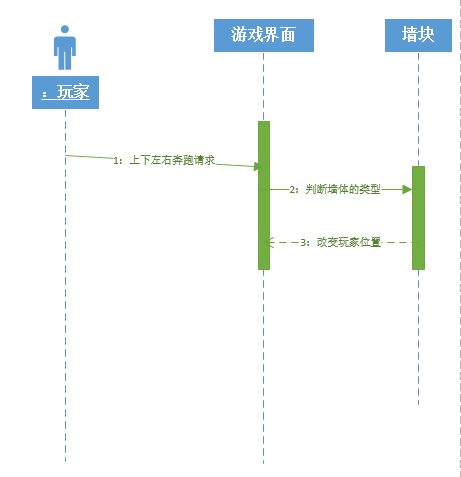 游戏界面
墙块
：玩家
1：上下左右奔跑请求
2：判断墙体的类型
3：改变玩家位置